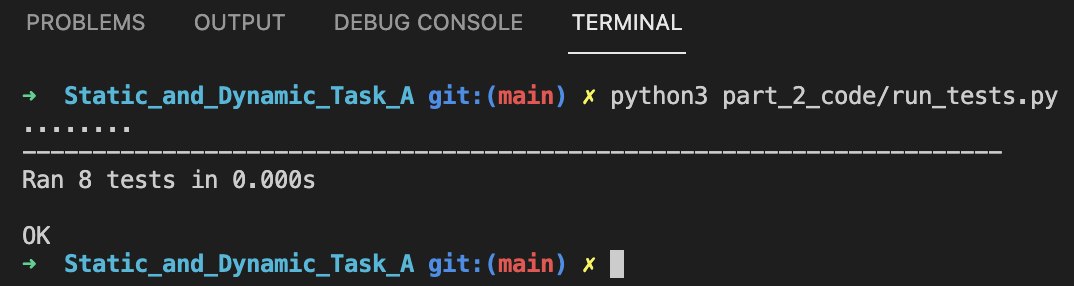 PROBLEMS OUTPUT DEBUG CONSOLE TERMINAL
➜ Static_and_Dynamic_Task_A git:(main) ✗ python3 part_2_code/run_tests.py
........
----------------------------------------------------------------------
Ran 8 tests in 0.000s
OK
➜ Static_and_Dynamic_Task_A git:(main) ✗